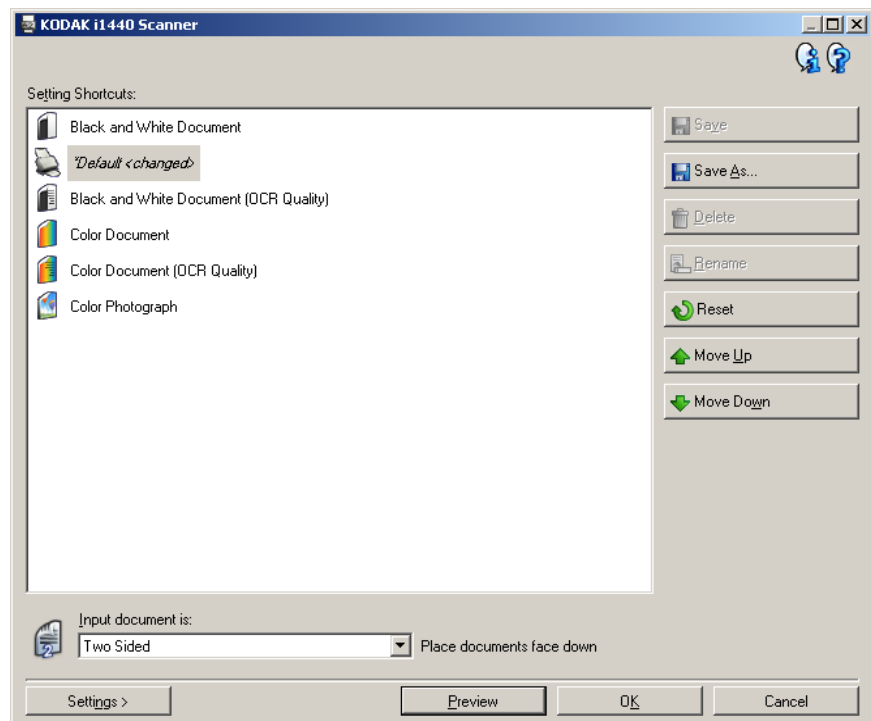 KODAK i1440 Scanner
Setting Shortcuts:
Black and White Document
*Default <changed>
Black and White Document (OCR Quality)
Color Document
Color Document (OCR Quality)
Color Photograph
Save
Save As...
Delete
Rename
Reset
Move Up
Move Down
Input document is:
2
Two Sided
Place documents face down
Settings >
Preview
OK
Cancel